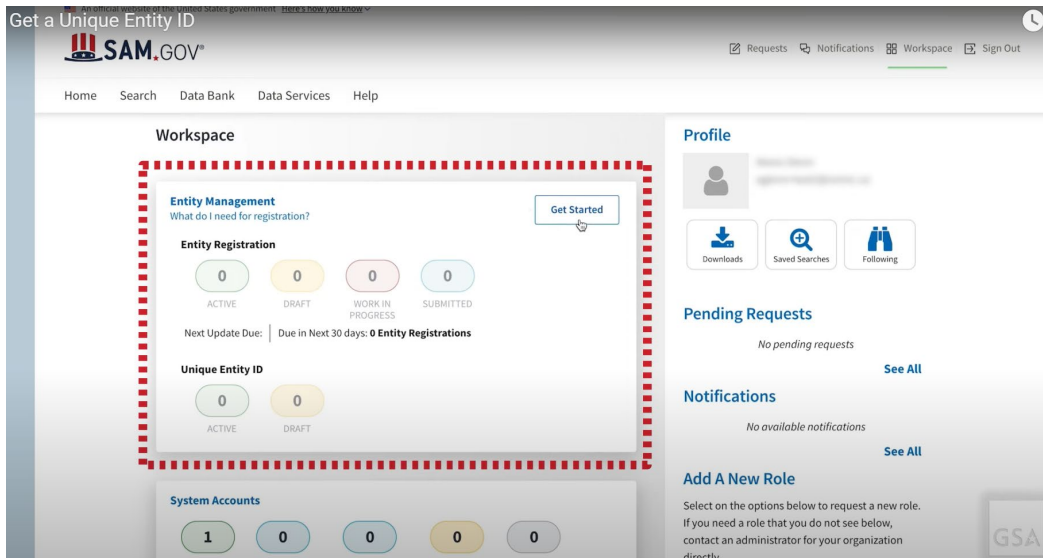 An official website of the United States government Here's how you know
Get a Unique Entity ID
SAM.GOV®
Requests Notifications Workspace Sign Out
Home Search Data Bank Data Services Help
Workspace
Entity Management
What do I need for registration?
Get Started
Entity Registration
0 0 0 0
ACTIVE DRAFT WORK IN PROGRESS SUBMITTED
Next Update Due: Due in Next 30 days: 0 Entity Registrations
Unique Entity ID
0 0
ACTIVE DRAFT
System Accounts
1 0 0 0 0
Profile
Downloads Saved Searches Following
Pending Requests
No pending requests
See All
Notifications
No available notifications
See All
Add A New Role
Select on the options below to request a new role.
If you need a role that you do not see below,
contact an administrator for your organization
directly.
GSA